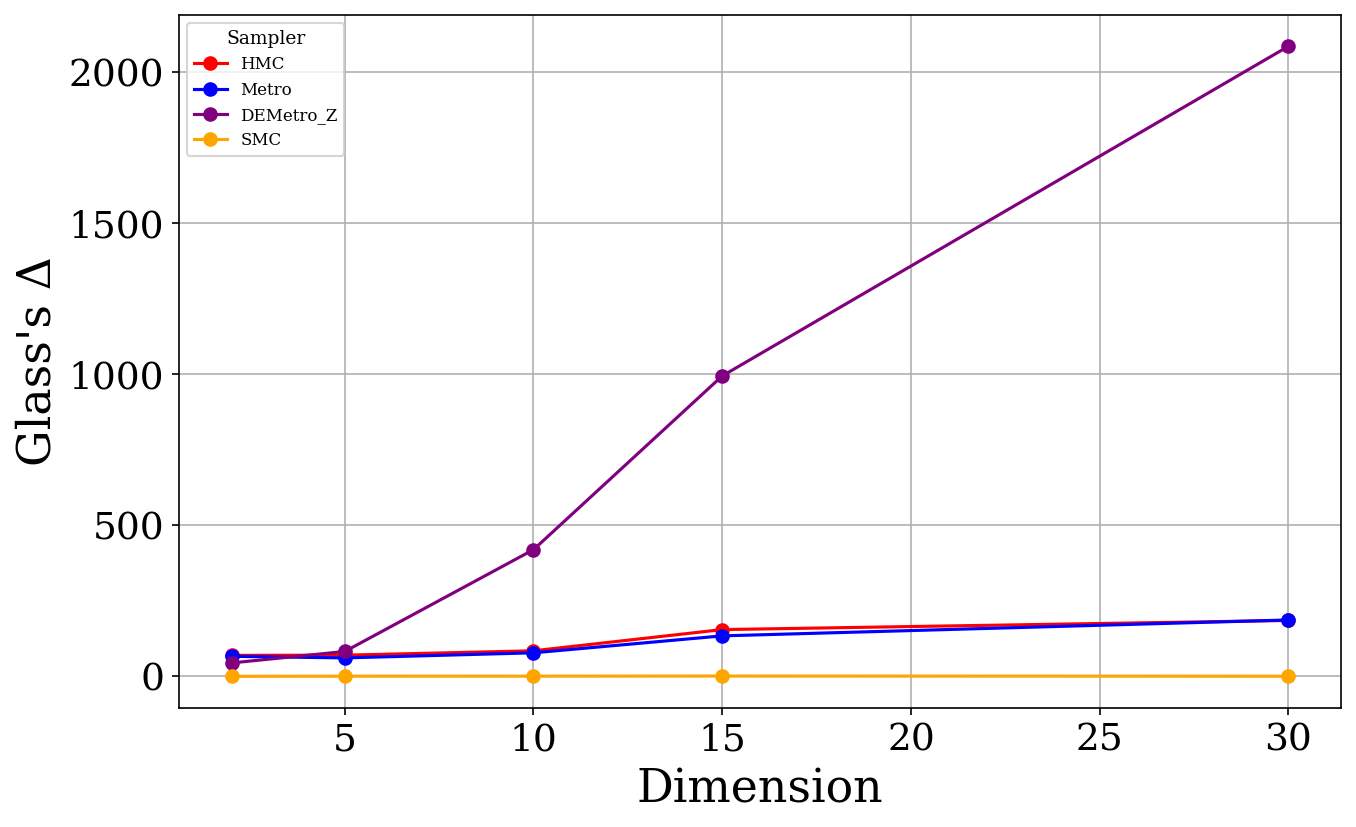 Sampler
HMC
Metro
DEMetro_Z
SMC
Glass's Δ
2000
1500
1000
500
0
5 10 15 20 25 30
Dimension